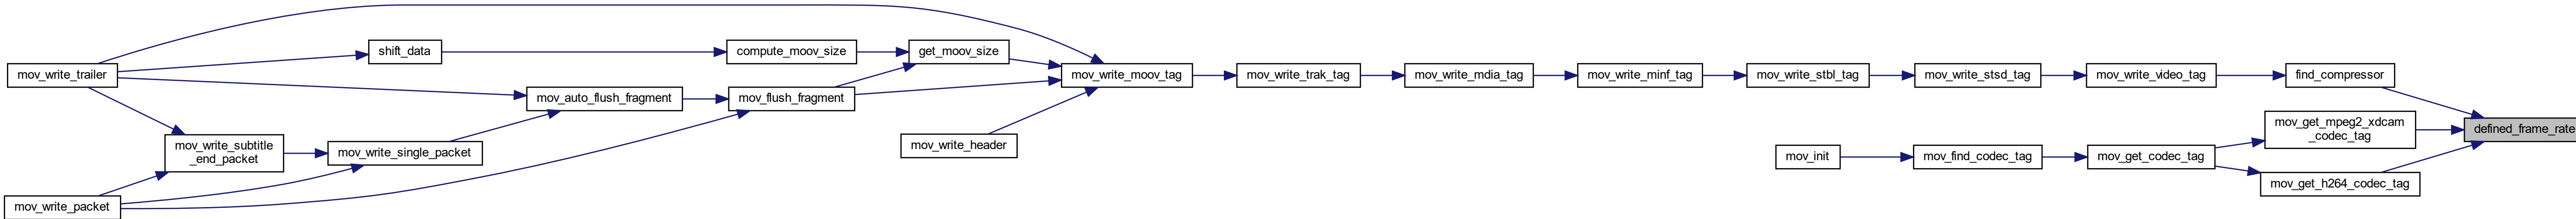 mov_write_trailer
shift_data
compute_moov_size
get_moov_size
mov_auto_flush_fragment
mov_flush_fragment
mov_write_subtitle
_end_packet
mov_write_single_packet
mov_write_packet
mov_write_header
mov_write_moov_tag
mov_write_trak_tag
mov_write_mdia_tag
mov_write_minf_tag
mov_write_stbl_tag
mov_write_stsd_tag
mov_write_video_tag
find_compressor
mov_get_mpeg2_xdcam
_codec_tag
defined_frame_rate
mov_init
mov_find_codec_tag
mov_get_codec_tag
mov_get_h264_codec_tag